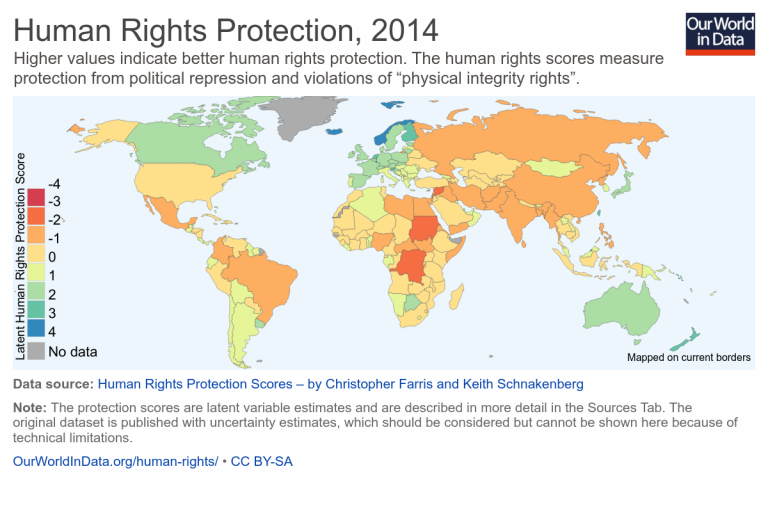 Human Rights Protection, 2014
Our World
in Data
Higher values indicate better human rights protection. The human rights scores measure
protection from political repression and violations of “physical integrity rights”.
Latent Human Rights Protection Score
-4
-3
-2
-1
0
1
2
3
4
No data
Mapped on current borders
Data source: Human Rights Protection Scores – by Christopher Farris and Keith Schnakenberg
Note: The protection scores are latent variable estimates and are described in more detail in the Sources Tab. The
original dataset is published with uncertainty estimates, which should be considered but cannot be shown here because of
technical limitations.
OurWorldInData.org/human-rights/ • CC BY-SA